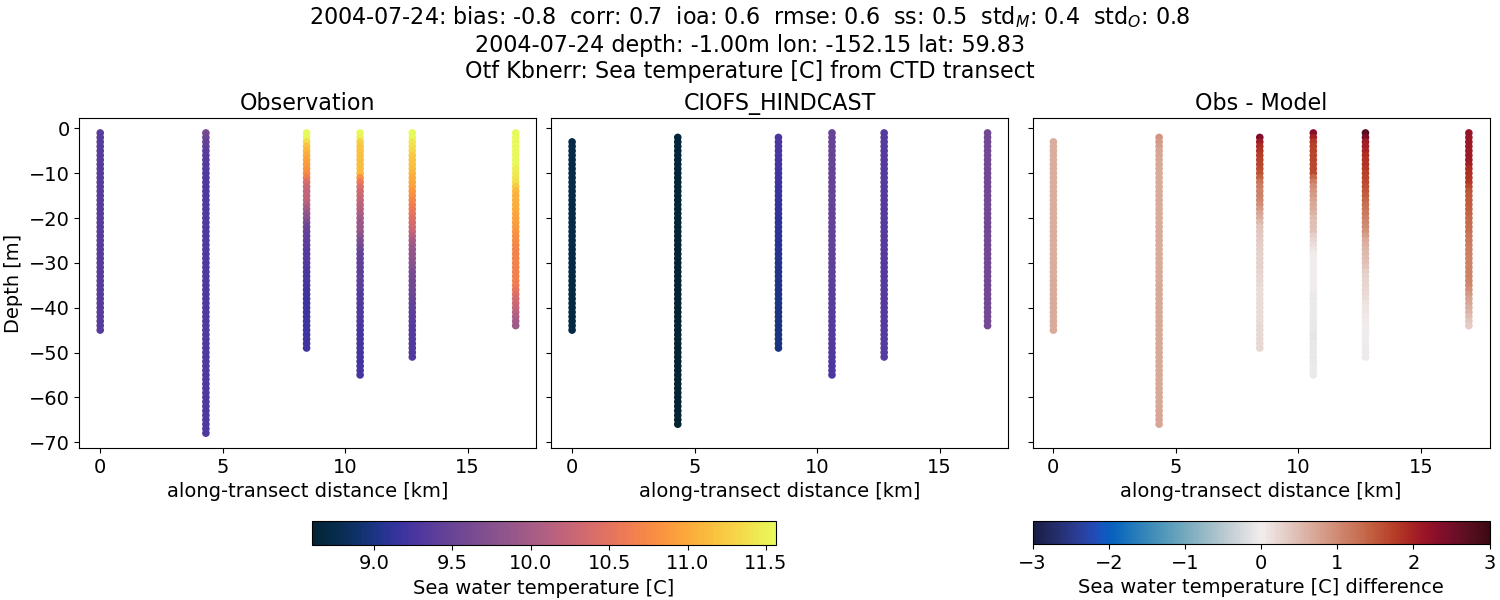 2004-07-24: bias: -0.8 corr: 0.7 ioa: 0.6 rmse: 0.6 ss: 0.5 std_M: 0.4 std_O: 0.8
2004-07-24 depth: -1.00m lon: -152.15 lat: 59.83
Otf Kbnerr: Sea temperature [C] from CTD transect
Observation CIOFS_HINDCAST Obs - Model
0
−10
−20
−30
−40
−50
−60
−70
Depth [m]
0 5 10 15 0 5 10 15 0 5 10 15
along-transect distance [km] along-transect distance [km] along-transect distance [km]
9.0 9.5 10.0 10.5 11.0 11.5 −3 −2 −1 0 1 2 3
Sea water temperature [C] Sea water temperature [C] difference